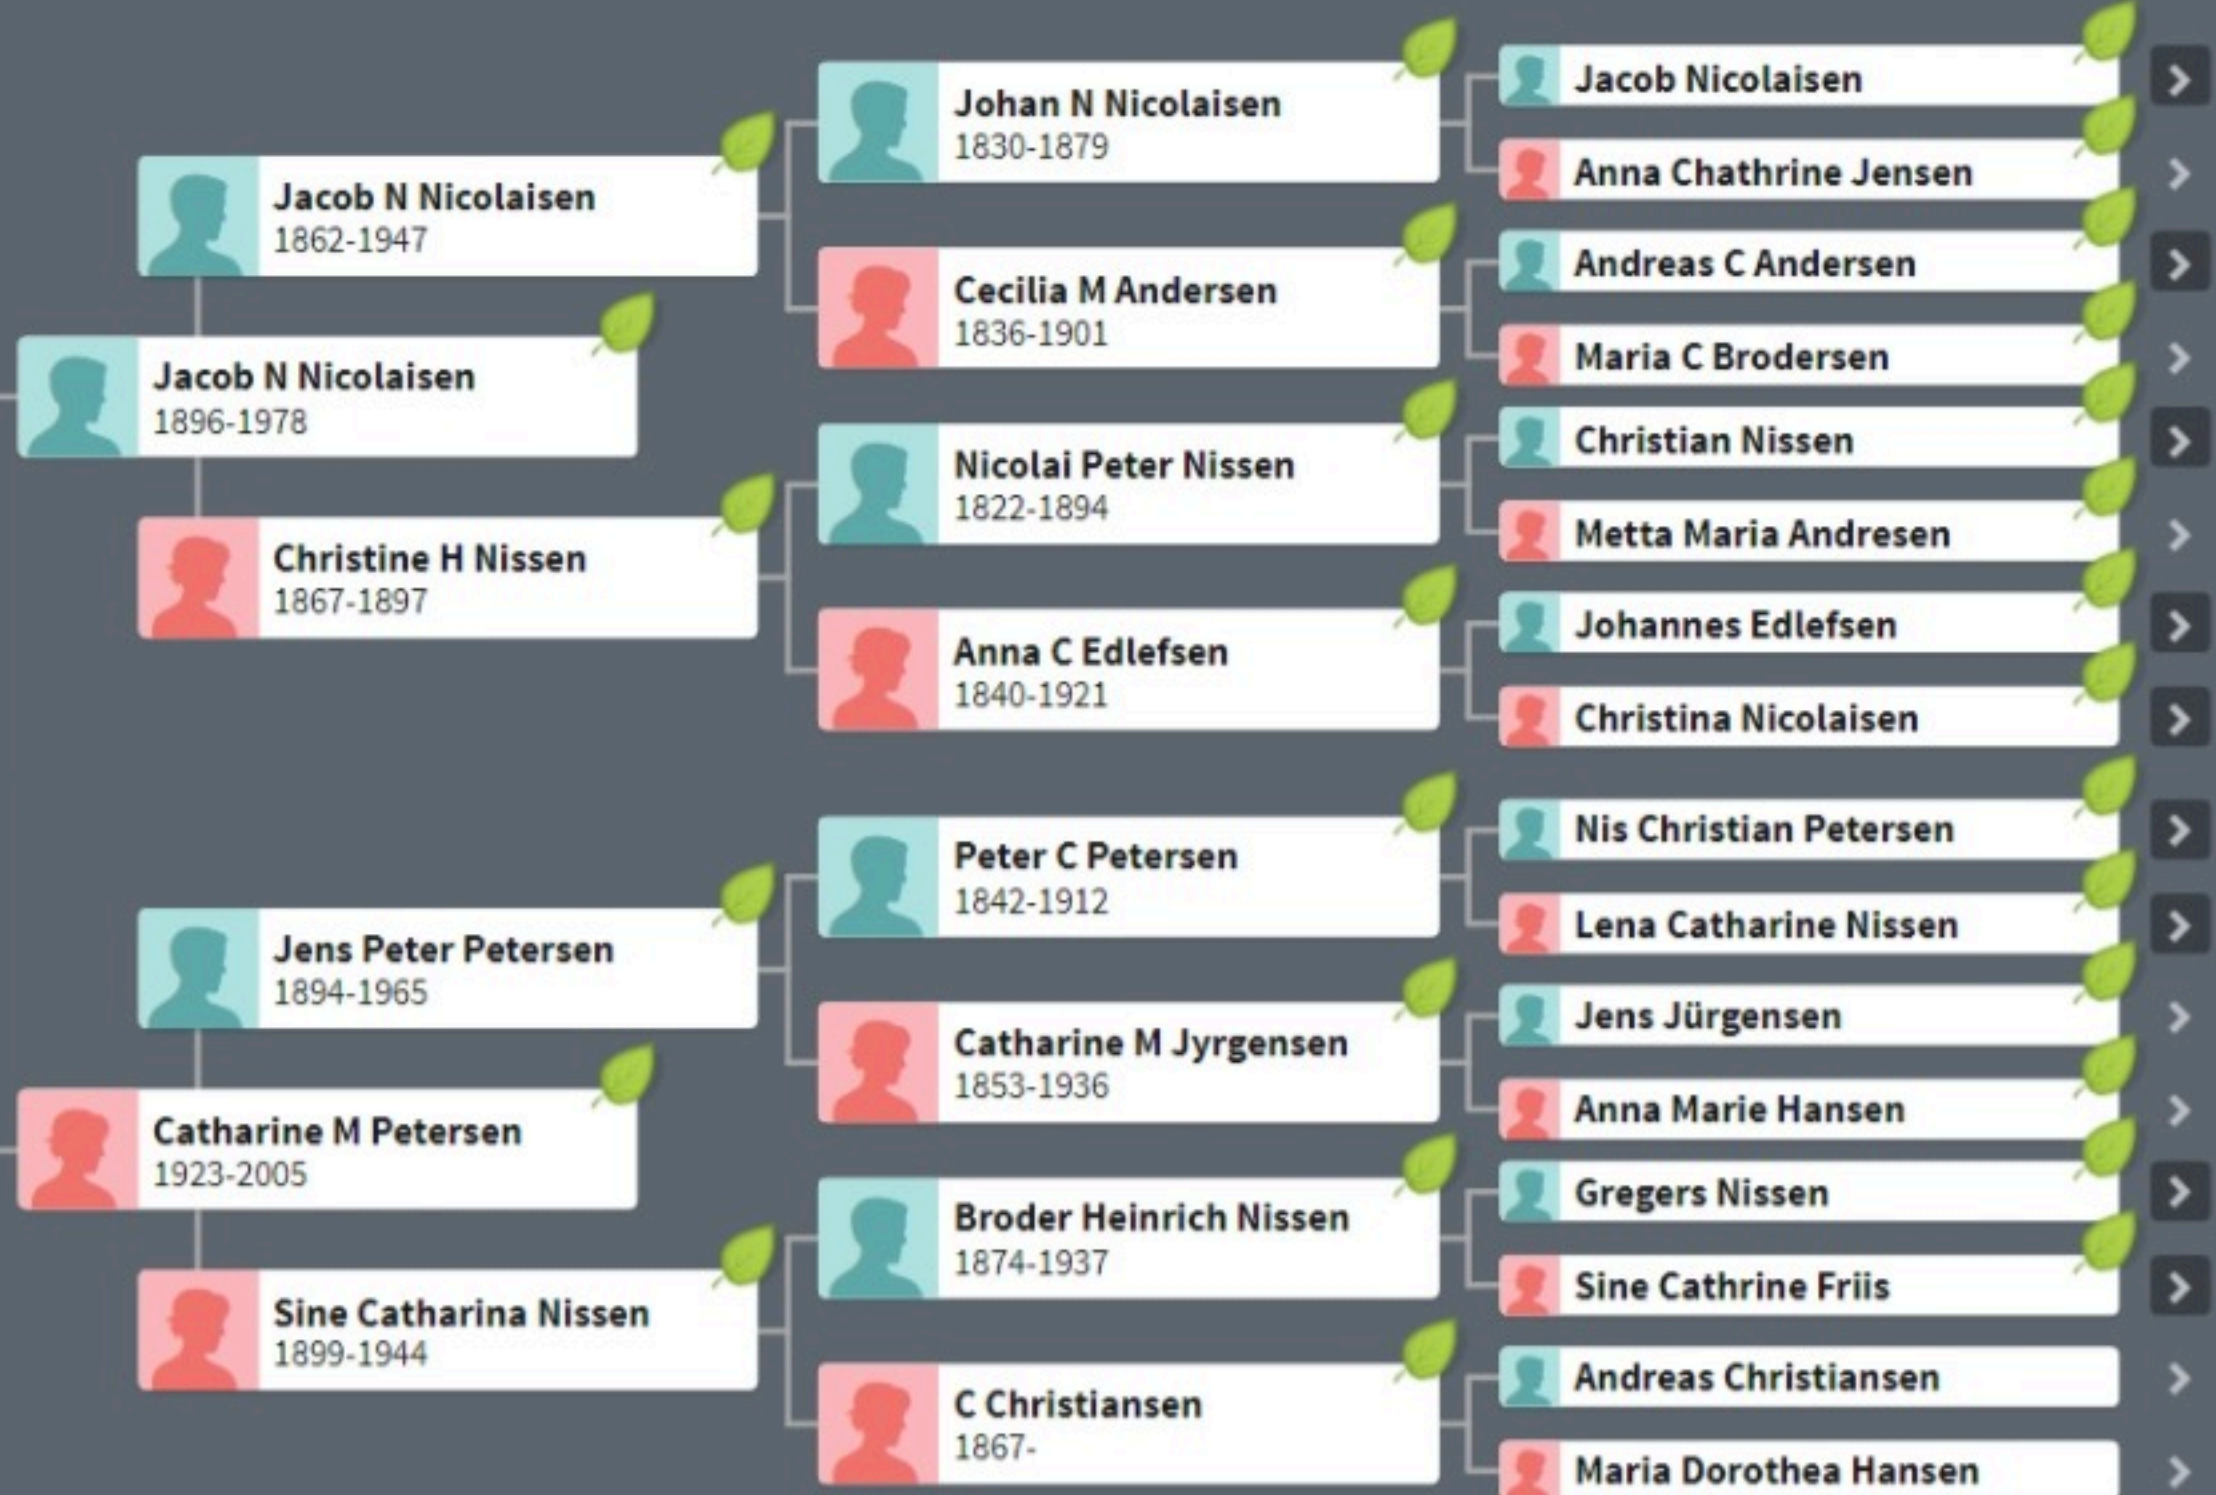 Jacob N Nicolaisen
1896-1978
Jacob N Nicolaisen
1862-1947
Christine H Nissen
1867-1897
Johan N Nicolaisen
1830-1879
Cecilia M Andersen
1836-1901
Nicolai Peter Nissen
1822-1894
Anna C Edlefsen
1840-1921
Jacob Nicolaisen
Anna Chathrine Jensen
Andreas C Andersen
Maria C Brodersen
Christian Nissen
Metta Maria Andresen
Johannes Edlefsen
Christina Nicolaisen
Catharine M Petersen
1923-2005
Jens Peter Petersen
1894-1965
Sine Catharina Nissen
1899-1944
Peter C Petersen
1842-1912
Catharine M Jyrgensen
1853-1936
Broder Heinrich Nissen
1874-1937
C Christiansen
1867-
Nis Christian Petersen
Lena Catharine Nissen
Jens Jürgensen
Anna Marie Hansen
Gregers Nissen
Sine Cathrine Friis
Andreas Christiansen
Maria Dorothea Hansen